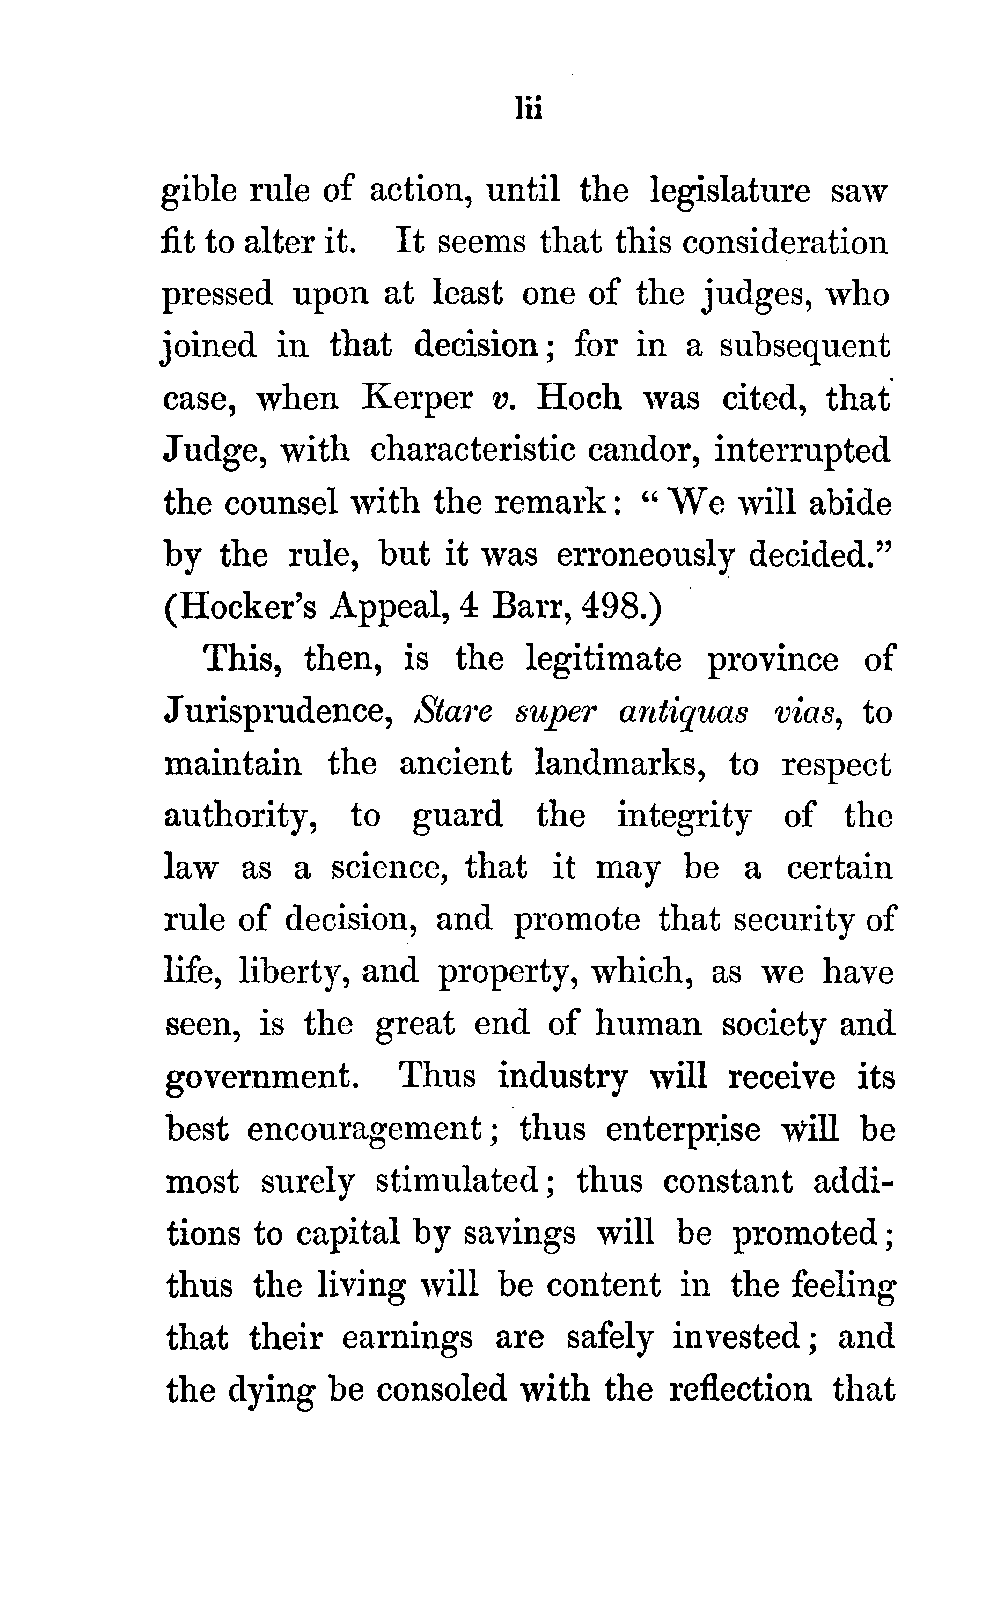 lii
gible rule of action, until the legislature saw
fit to alter it. It seems that this consideration
pressed upon at least one of the judges, who
joined in that decision; for in a subsequent
case, when Kerper v. Hoch was cited, that
Judge, with characteristic candor, interrupted
the counsel with the remark: “We will abide
by the rule, but it was erroneously decided.”
(Hocker’s Appeal, 4 Barr, 498.)
This, then, is the legitimate province of
Jurisprudence, Stare super antiquas vias, to
maintain the ancient landmarks, to respect
authority, to guard the integrity of the
law as a science, that it may be a certain
rule of decision, and promote that security of
life, liberty, and property, which, as we have
seen, is the great end of human society and
government. Thus industry will receive its
best encouragement; thus enterprise will be
most surely stimulated; thus constant addi-
tions to capital by savings will be promoted;
thus the living will be content in the feeling
that their earnings are safely invested; and
the dying be consoled with the reflection that